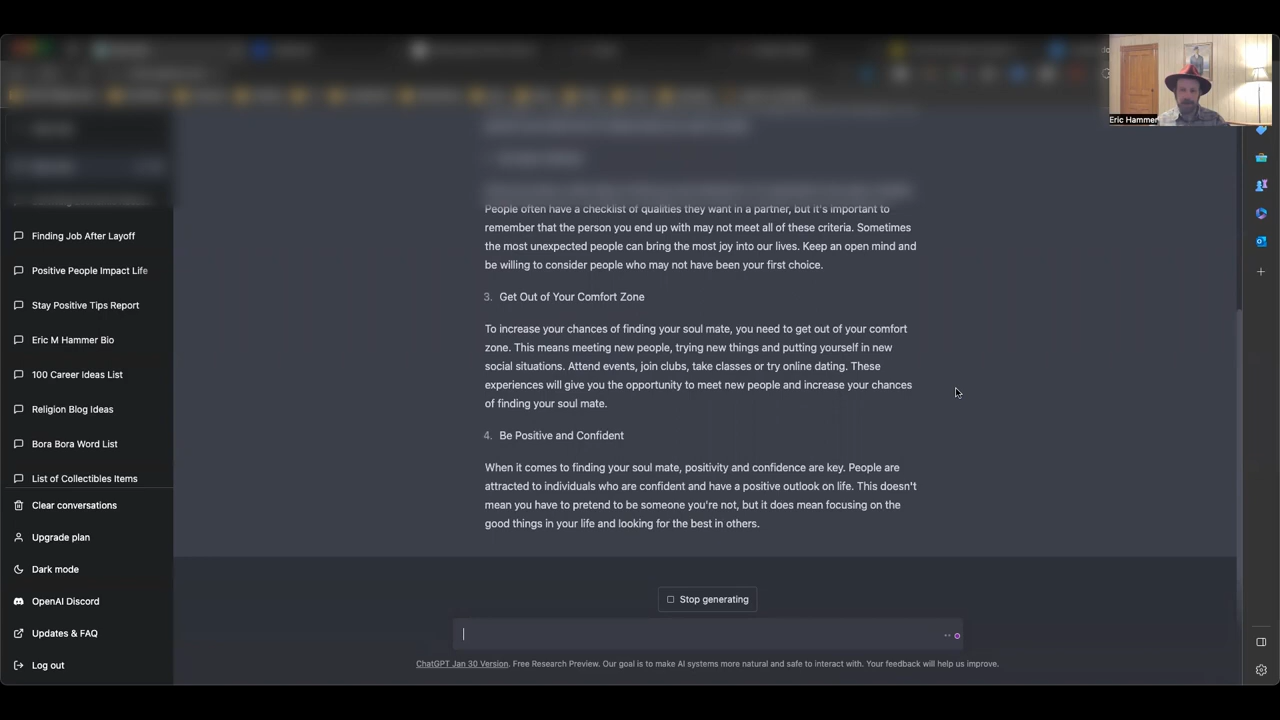 Eric Hammer
People often have a checklist of qualities they want in a partner, but it's important to
remember that the person you end up with may not meet all of these criteria. Sometimes
the most unexpected people can bring the most joy into our lives. Keep an open mind and
be willing to consider people who may not have been your first choice.
3. Get Out of Your Comfort Zone
To increase your chances of finding your soul mate, you need to get out of your comfort
zone. This means meeting new people, trying new things and putting yourself in new
social situations. Attend events, join clubs, take classes or try online dating. These
experiences will give you the opportunity to meet new people and increase your chances
of finding your soul mate.
4. Be Positive and Confident
When it comes to finding your soul mate, positivity and confidence are key. People are
attracted to individuals who are confident and have a positive outlook on life. This doesn't
mean you have to pretend to be someone you're not, but it does mean focusing on the
good things in your life and looking for the best in others.
Finding Job After Layoff
Positive People Impact Life
Stay Positive Tips Report
Eric M Hammer Bio
100 Career Ideas List
Religion Blog Ideas
Bora Bora Word List
List of Collectibles Items
Clear conversations
Upgrade plan
Dark mode
OpenAI Discord
Updates & FAQ
Log out
Stop generating
ChatGPT Jan 30 Version. Free Research Preview. Our goal is to make AI systems more natural and safe to interact with. Your feedback will help us improve.